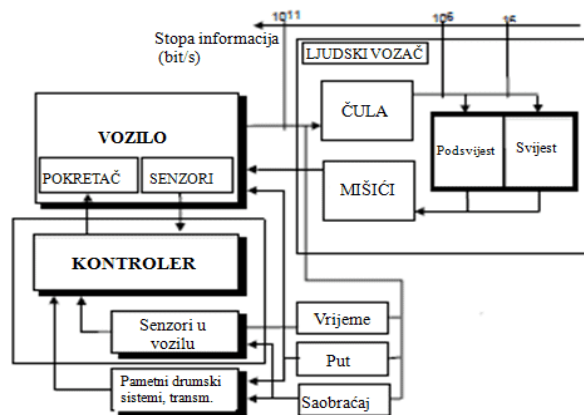 10¹¹ 10⁶ 16
Stopa informacija
(bit/s)
LJUDSKI VOZAČ
VOZILO
POKRETAČ
SENZORI
ČULA
MIŠIĆI
Podsvijest
Svijest
KONTROLER
Senzori u
vozilu
Pametni drumski
sistemi, transm.
Vrijeme
Put
Saobraćaj